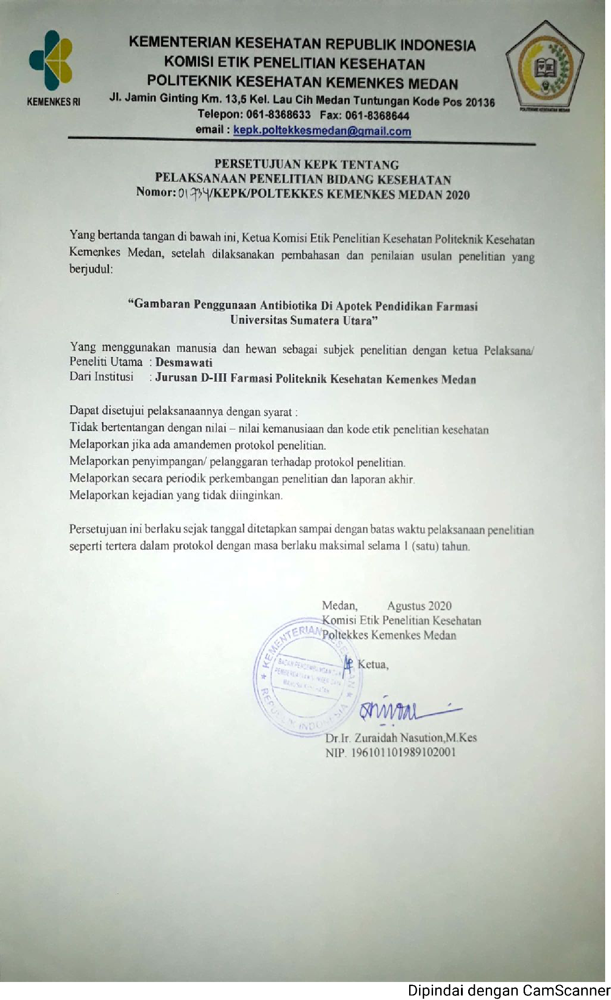 KEMENTERIAN KESEHATAN REPUBLIK INDONESIA
KOMISI ETIK PENELITIAN KESEHATAN
POLITEKNIK KESEHATAN KEMENKES MEDAN
KEMENKES RI
Jl. Jamin Ginting Km. 13,5 Kel. Lau Cih Medan Tuntungan Kode Pos 20136
POLITEKNIK KESEHATAN MEDAN
Telepon: 061-8368633 Fax: 061-8368644
email : kepk.poltekkesmedan@gmail.com
PERSETUJUAN KEPK TENTANG
PELAKSANAAN PENELITIAN BIDANG KESEHATAN
Nomor: /KEPK/POLTEKKES KEMENKES MEDAN 2020
Yang bertanda tangan di bawah ini, Ketua Komisi Etik Penelitian Kesehatan Politeknik Kesehatan
Kemenkes Medan, setelah dilaksanakan pembahasan dan penilaian usulan penelitian yang
berjudul:
“Gambaran Penggunaan Antibiotika Di Apotek Pendidikan Farmasi
Universitas Sumatera Utara”
Yang menggunakan manusia dan hewan sebagai subjek penelitian dengan ketua Pelaksana/
Peneliti Utama : Desmawati
Dari Institusi : Jurusan D-III Farmasi Politeknik Kesehatan Kemenkes Medan
Dapat disetujui pelaksanaannya dengan syarat :
Tidak bertentangan dengan nilai – nilai kemanusiaan dan kode etik penelitian kesehatan
Melaporkan jika ada amandemen protokol penelitian.
Melaporkan penyimpangan/ pelanggaran terhadap protokol penelitian.
Melaporkan secara periodik perkembangan penelitian dan laporan akhir.
Melaporkan kejadian yang tidak diinginkan.
Persetujuan ini berlaku sejak tanggal ditetapkan sampai dengan batas waktu pelaksanaan penelitian
seperti tertera dalam protokol dengan masa berlaku maksimal selama 1 (satu) tahun.
Medan, Agustus 2020
Komisi Etik Penelitian Kesehatan
Poltekkes Kemenkes Medan
KEMENTERIAN KESEHATAN
BADAN PENGEMBANGAN DAN
PEMBERDAYAAN SUMBER DAYA
MANUSIA KESEHATAN
REPUBLIK INDONESIA
Ketua,
Dr.Ir. Zuraidah Nasution,M.Kes
NIP. 196101101989102001
Dipindai dengan CamScanner